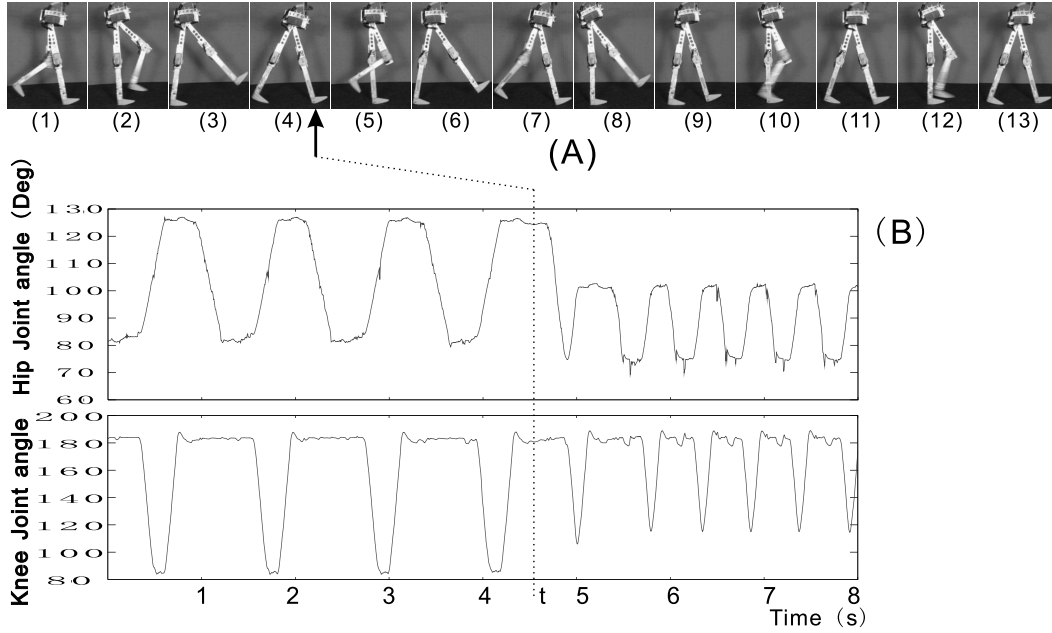 (1) (2) (3) (4) (5) (6) (7) (8) (9) (10) (11) (12) (13)
(A)
Hip Joint angle (Deg)
130
120
110
100
90
80
70
60
(B)
Knee Joint angle
200
180
160
140
120
100
80
1 2 3 4 t 5 6 7 8
Time (s)